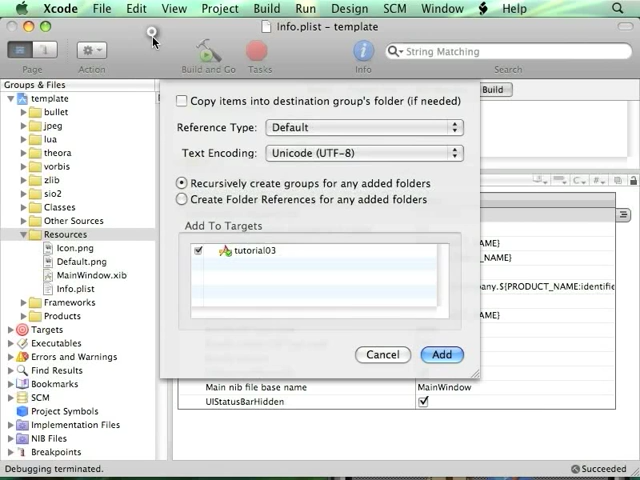 Xcode File Edit View Project Build Run Design SCM Window Help
Info.plist – template
String Matching
Page Action Build and Go Tasks Info Search
Groups & Files
template
bullet
jpeg
lua
theora
vorbis
zlib
sio2
Classes
Other Sources
Resources
Icon.png
Default.png
MainWindow.xib
Info.plist
Frameworks
Products
Targets
Executables
Errors and Warnings
Find Results
Bookmarks
SCM
Project Symbols
Implementation Files
NIB Files
Breakpoints
Build
Copy items into destination group's folder (if needed)
Reference Type: Default
Text Encoding: Unicode (UTF-8)
Recursively create groups for any added folders
Create Folder References for any added folders
Add To Targets
tutorial03
Cancel Add
_NAME}
_NAME}
mpany.${PRODUCT_NAME:identifie
_NAME}
Main nib file base name MainWindow
UIStatusBarHidden
Debugging terminated. Succeeded